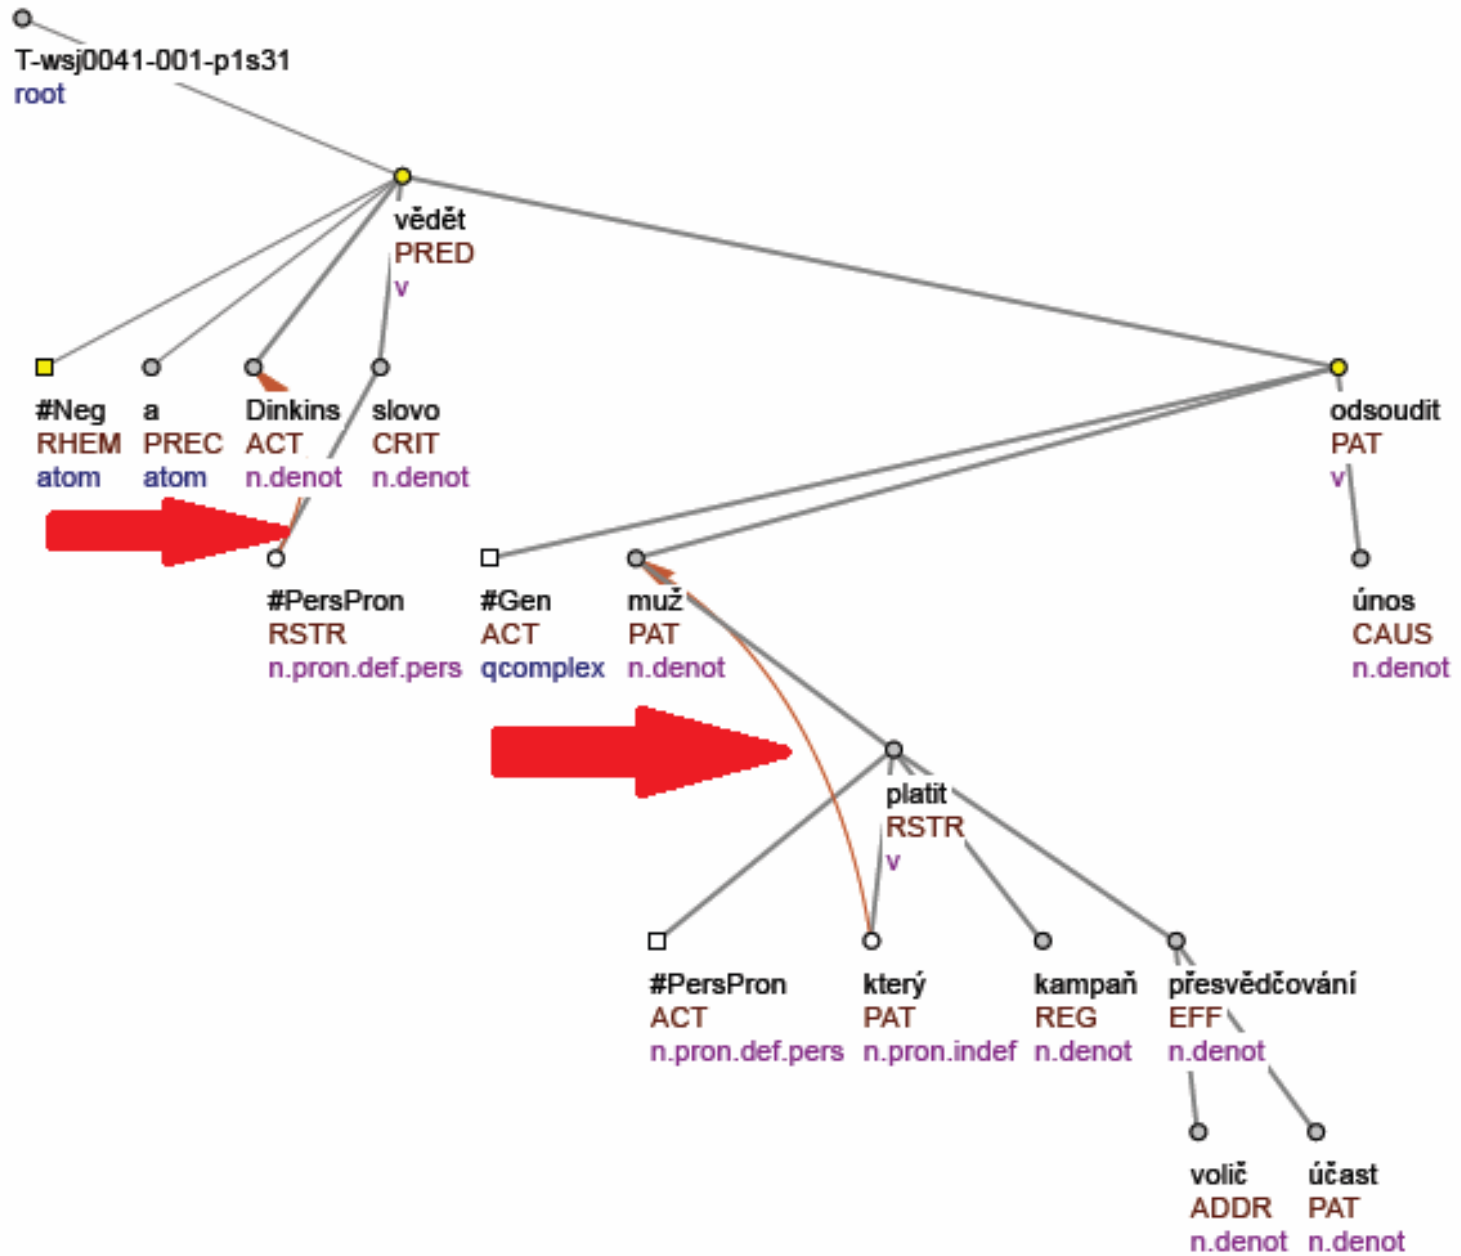 T-wsj0041-001-p1s31
root
vědět
PRED
v
#Neg
RHEM
atom
a
PREC
atom
Dinkins
ACT
n.denot
slovo
CRIT
n.denot
odsoudit
PAT
v
#PersPron
RSTR
n.pron.def.pers
#Gen
ACT
qcomplex
muž
PAT
n.denot
únos
CAUS
n.denot
platit
RSTR
v
#PersPron
ACT
n.pron.def.pers
který
PAT
n.pron.indef
kampaň
REG
n.denot
přesvědčování
EFF
n.denot
volič
ADDR
n.denot
účast
PAT
n.denot